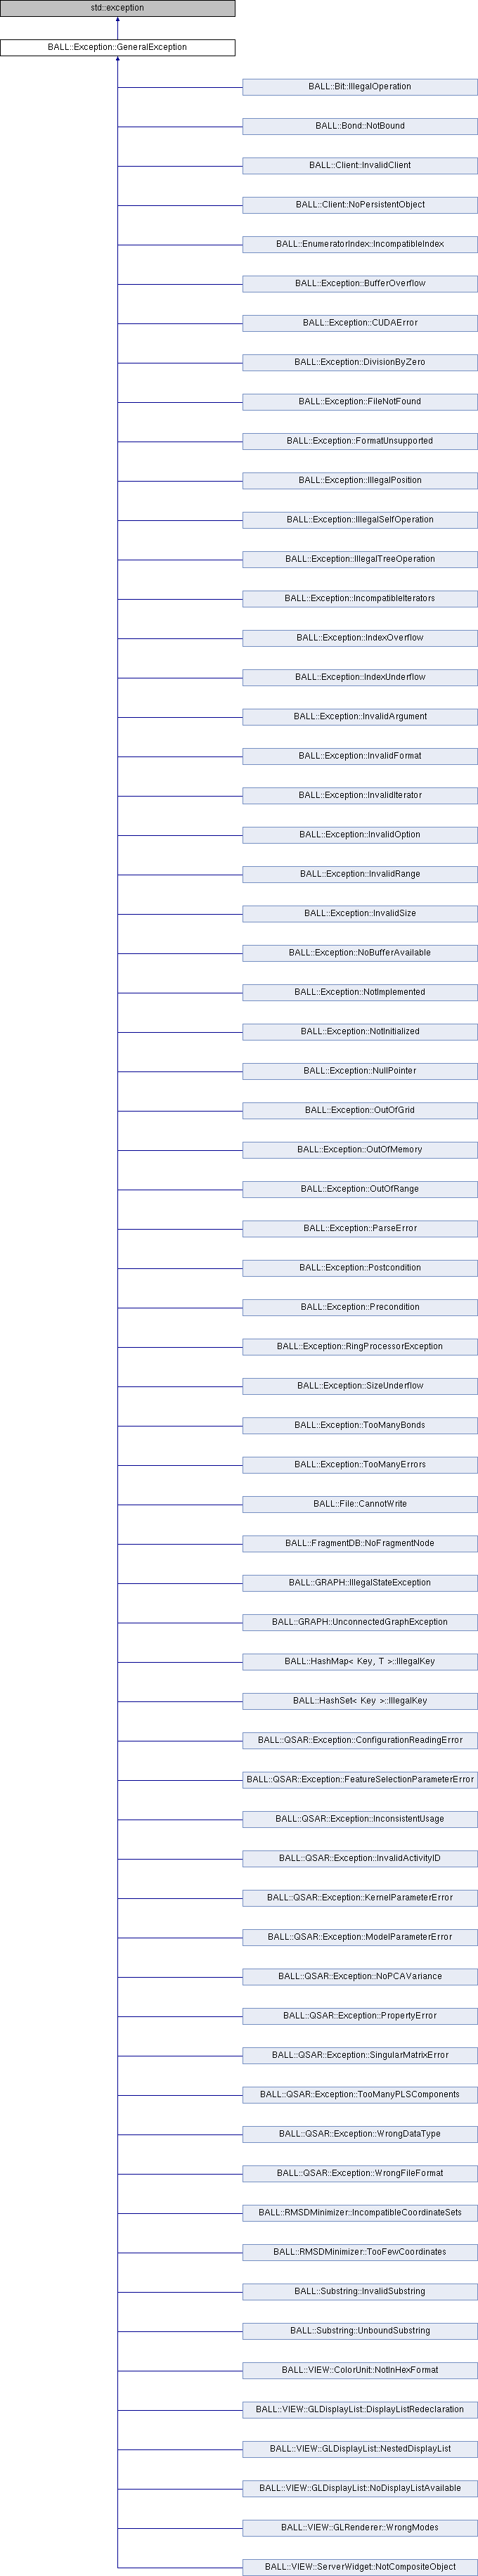 std::exception
BALL::Exception::GeneralException
BALL::Bit::IllegalOperation
BALL::Bond::NotBound
BALL::Client::InvalidClient
BALL::Client::NoPersistentObject
BALL::EnumeratorIndex::IncompatibleIndex
BALL::Exception::BufferOverflow
BALL::Exception::CUDAError
BALL::Exception::DivisionByZero
BALL::Exception::FileNotFound
BALL::Exception::FormatUnsupported
BALL::Exception::IllegalPosition
BALL::Exception::IllegalSelfOperation
BALL::Exception::IllegalTreeOperation
BALL::Exception::IncompatibleIterators
BALL::Exception::IndexOverflow
BALL::Exception::IndexUnderflow
BALL::Exception::InvalidArgument
BALL::Exception::InvalidFormat
BALL::Exception::InvalidIterator
BALL::Exception::InvalidOption
BALL::Exception::InvalidRange
BALL::Exception::InvalidSize
BALL::Exception::NoBufferAvailable
BALL::Exception::NotImplemented
BALL::Exception::NotInitialized
BALL::Exception::NullPointer
BALL::Exception::OutOfGrid
BALL::Exception::OutOfMemory
BALL::Exception::OutOfRange
BALL::Exception::ParseError
BALL::Exception::Postcondition
BALL::Exception::Precondition
BALL::Exception::RingProcessorException
BALL::Exception::SizeUnderflow
BALL::Exception::TooManyBonds
BALL::Exception::TooManyErrors
BALL::File::CannotWrite
BALL::FragmentDB::NoFragmentNode
BALL::GRAPH::IllegalStateException
BALL::GRAPH::UnconnectedGraphException
BALL::HashMap< Key, T >::IllegalKey
BALL::HashSet< Key >::IllegalKey
BALL::QSAR::Exception::ConfigurationReadingError
BALL::QSAR::Exception::FeatureSelectionParameterError
BALL::QSAR::Exception::InconsistentUsage
BALL::QSAR::Exception::InvalidActivityID
BALL::QSAR::Exception::KernelParameterError
BALL::QSAR::Exception::ModelParameterError
BALL::QSAR::Exception::NoPCAVariance
BALL::QSAR::Exception::PropertyError
BALL::QSAR::Exception::SingularMatrixError
BALL::QSAR::Exception::TooManyPLSComponents
BALL::QSAR::Exception::WrongDataType
BALL::QSAR::Exception::WrongFileFormat
BALL::RMSDMinimizer::IncompatibleCoordinateSets
BALL::RMSDMinimizer::TooFewCoordinates
BALL::Substring::InvalidSubstring
BALL::Substring::UnboundSubstring
BALL::VIEW::ColorUnit::NotInHexFormat
BALL::VIEW::GLDisplayList::DisplayListRedeclaration
BALL::VIEW::GLDisplayList::NestedDisplayList
BALL::VIEW::GLDisplayList::NoDisplayListAvailable
BALL::VIEW::GLRenderer::WrongModes
BALL::VIEW::ServerWidget::NotCompositeObject